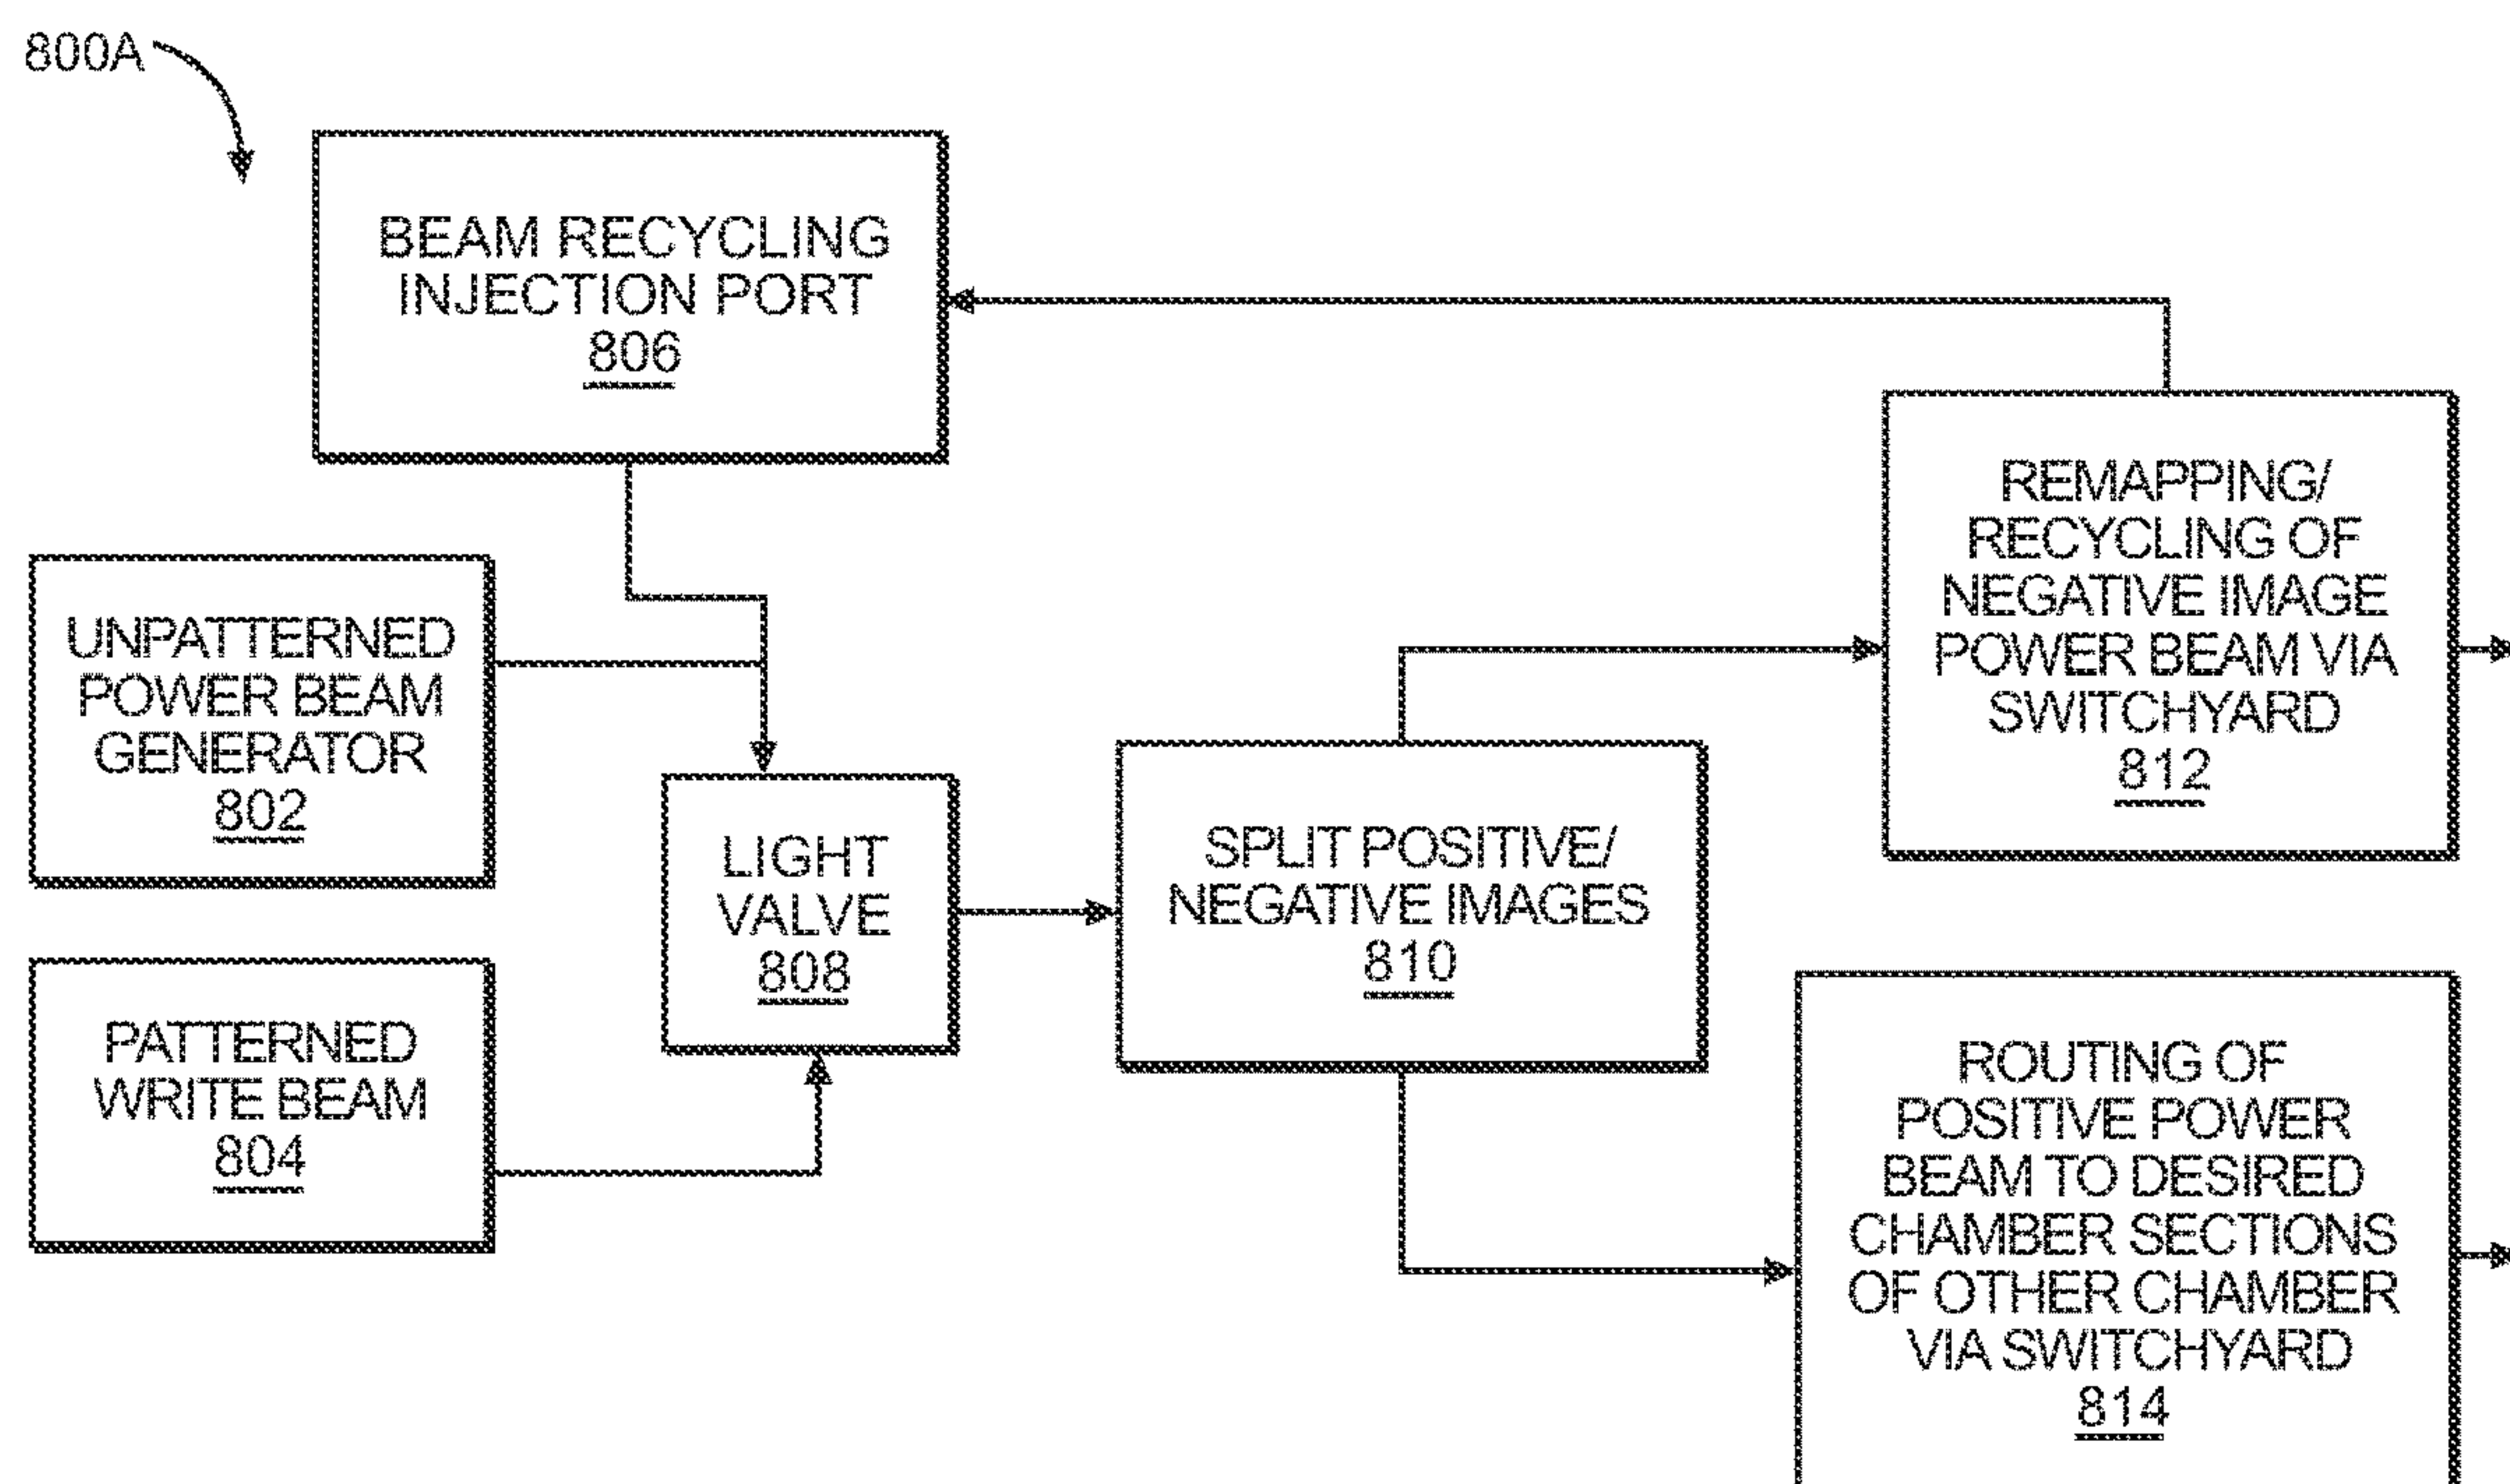 800A
BEAM RECYCLING
INJECTION PORT
806
UNPATTERNED
POWER BEAM
GENERATOR
802
PATTERNED
WRITE BEAM
804
LIGHT
VALVE
808
SPLIT POSITIVE/
NEGATIVE IMAGES
810
REMAPPING/
RECYCLING OF
NEGATIVE IMAGE
POWER BEAM VIA
SWITCHYARD
812
ROUTING OF
POSITIVE POWER
BEAM TO DESIRED
CHAMBER SECTIONS
OF OTHER CHAMBER
VIA SWITCHYARD
814